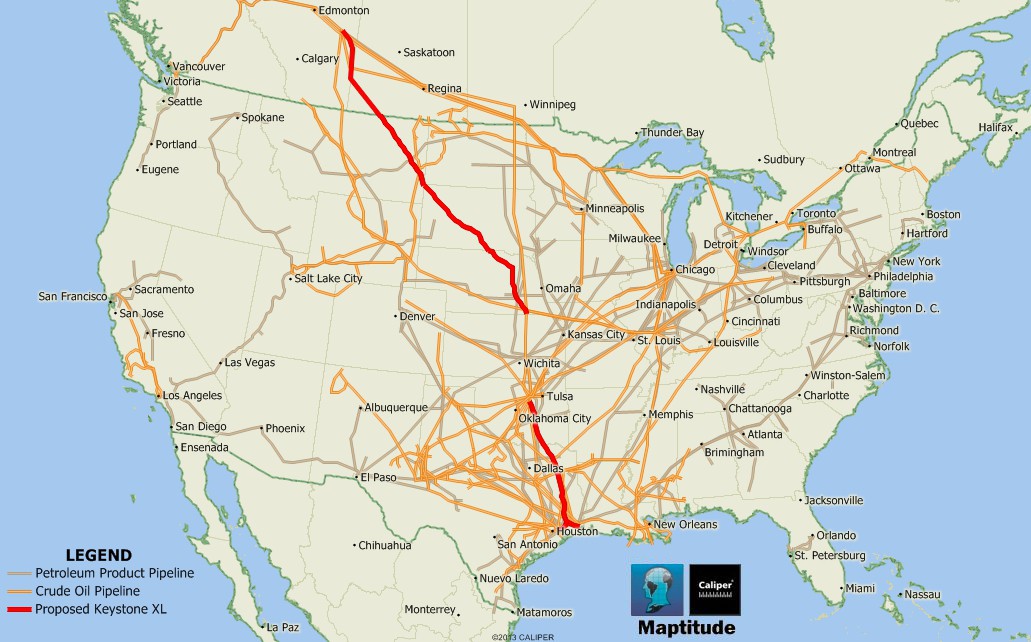 Edmonton
Saskatoon
Calgary
Vancouver
Victoria
Regina
Seattle
Winnipeg
Spokane
Quebec
Halifax
Thunder Bay
Portland
Montreal
Sudbury
Eugene
Ottawa
Minneapolis
Kitchener
Toronto
Boston
Buffalo
Hartford
Milwaukee
Detroit
Windsor
New York
Cleveland
Chicago
Philadelphia
Salt Lake City
Pittsburgh
Sacramento
Omaha
Baltimore
San Francisco
Columbus
Indianapolis
Washington D. C.
San Jose
Denver
Cincinnati
Richmond
Fresno
Kansas City
St. Louis
Louisville
Norfolk
Las Vegas
Wichita
Winston-Salem
Nashville
Los Angeles
Tulsa
Charlotte
Albuquerque
Chattanooga
Memphis
Oklahoma City
San Diego
Phoenix
Atlanta
Ensenada
Brimingham
Dallas
El Paso
Jacksonville
New Orleans
Houston
Orlando
San Antonio
Chihuahua
St. Petersburg
LEGEND
Petroleum Product Pipeline
Crude Oil Pipeline
Proposed Keystone XL
Nuevo Laredo
Miami
Nassau
Caliper
Monterrey
Matamoros
La Paz
Maptitude
©2013 CALIPER